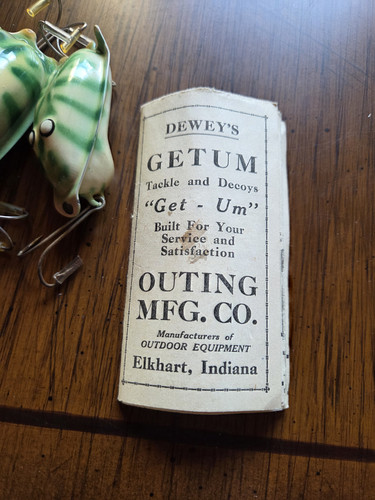 DEWEY'S
GETUM
Tackle and Decoys
"Get - Um"
Built For Your
Service and
Satisfaction
OUTING
MFG. CO.
Manufacturers of
OUTDOOR EQUIPMENT
Elkhart, Indiana